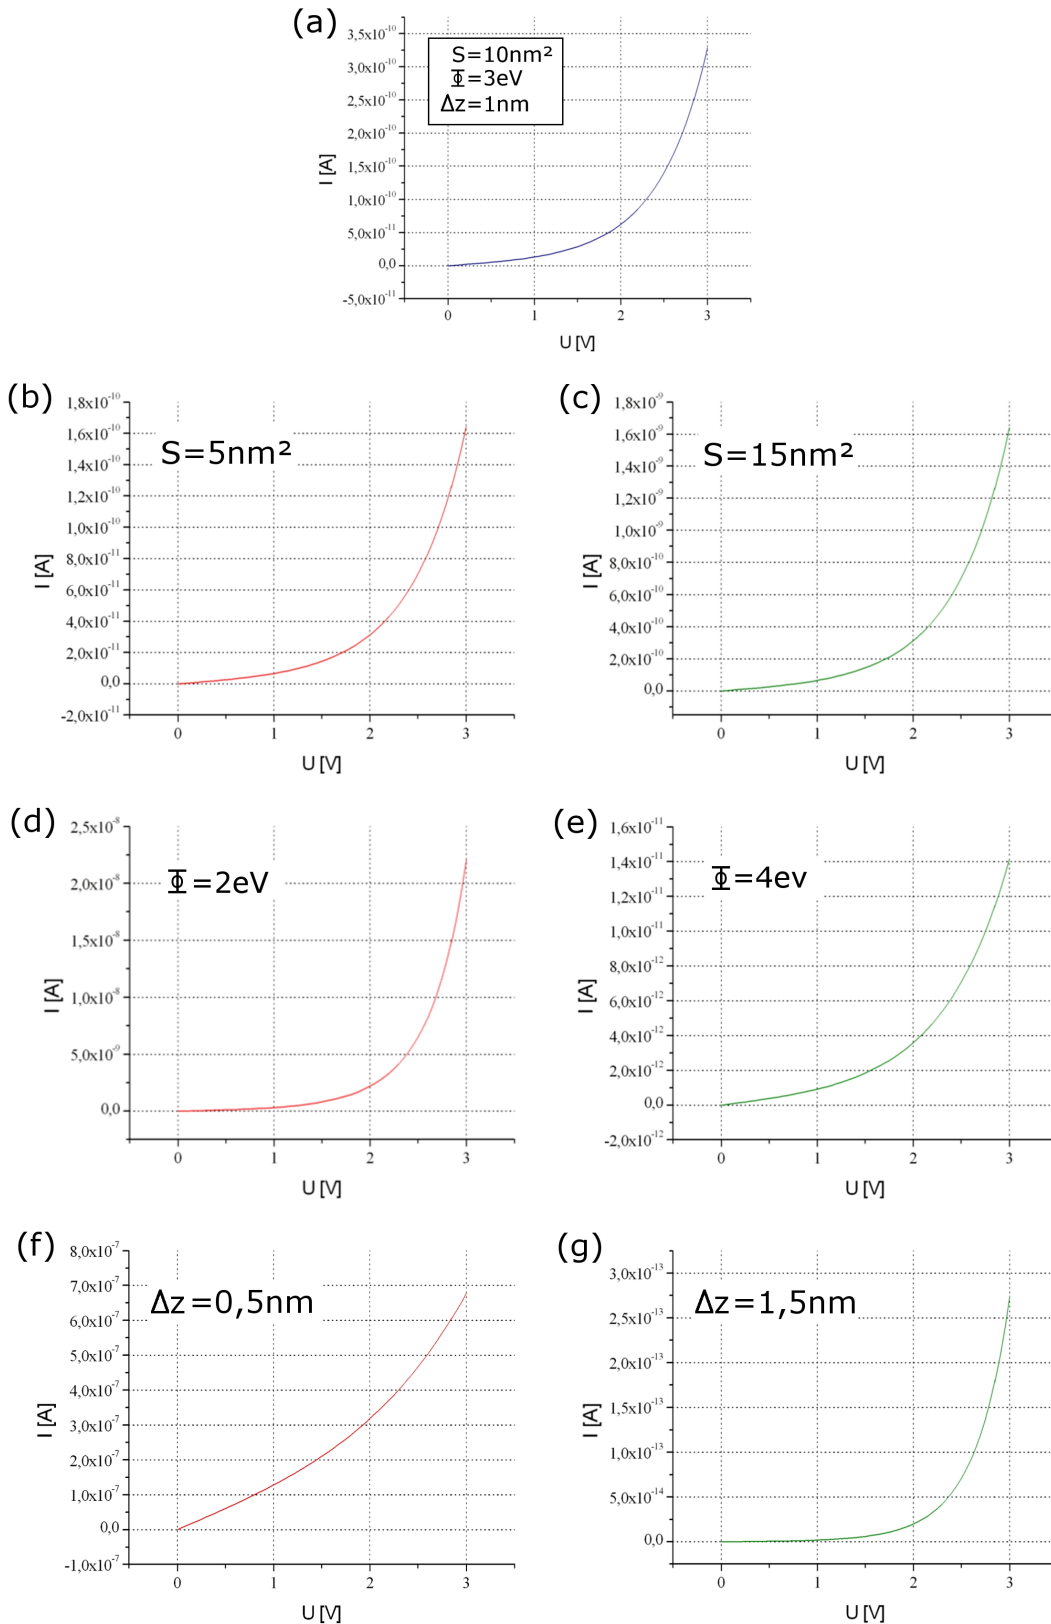 (a)
3,5x10⁻¹⁰
3,0x10⁻¹⁰
2,5x10⁻¹⁰
2,0x10⁻¹⁰
1,5x10⁻¹⁰
1,0x10⁻¹⁰
5,0x10⁻¹¹
0,0
-5,0x10⁻¹¹
I [A]
S=10nm²
Φ=3eV
Δz=1nm
0 1 2 3
U [V]
(b)
1,8x10⁻¹⁰
1,6x10⁻¹⁰
1,4x10⁻¹⁰
1,2x10⁻¹⁰
1,0x10⁻¹⁰
8,0x10⁻¹¹
6,0x10⁻¹¹
4,0x10⁻¹¹
2,0x10⁻¹¹
0,0
-2,0x10⁻¹¹
I [A]
S=5nm²
0 1 2 3
U [V]
(c)
1,8x10⁻⁹
1,6x10⁻⁹
1,4x10⁻⁹
1,2x10⁻⁹
1,0x10⁻⁹
8,0x10⁻¹⁰
6,0x10⁻¹⁰
4,0x10⁻¹⁰
2,0x10⁻¹⁰
0,0
I [A]
S=15nm²
0 1 2 3
U [V]
(d)
2,5x10⁻⁸
2,0x10⁻⁸
1,5x10⁻⁸
1,0x10⁻⁸
5,0x10⁻⁹
0,0
I [A]
Φ=2eV
0 1 2 3
U [V]
(e)
1,6x10⁻¹¹
1,4x10⁻¹¹
1,2x10⁻¹¹
1,0x10⁻¹¹
8,0x10⁻¹²
6,0x10⁻¹²
4,0x10⁻¹²
2,0x10⁻¹²
0,0
-2,0x10⁻¹²
I [A]
Φ=4ev
0 1 2 3
U [V]
(f)
8,0x10⁻⁷
7,0x10⁻⁷
6,0x10⁻⁷
5,0x10⁻⁷
4,0x10⁻⁷
3,0x10⁻⁷
2,0x10⁻⁷
1,0x10⁻⁷
0,0
-1,0x10⁻⁷
I [A]
Δz=0,5nm
0 1 2 3
U [V]
(g)
3,0x10⁻¹³
2,5x10⁻¹³
2,0x10⁻¹³
1,5x10⁻¹³
1,0x10⁻¹³
5,0x10⁻¹⁴
0,0
I [A]
Δz=1,5nm
0 1 2 3
U [V]